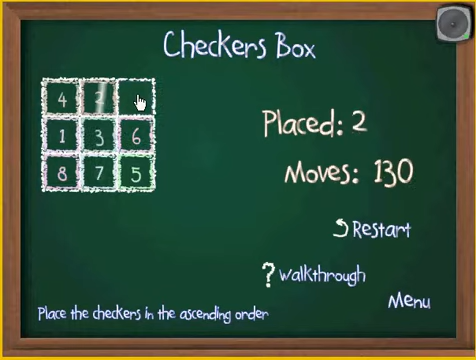 Checkers Box
4 2
1 3 6
8 7 5
Placed: 2
Moves: 130
Restart
? Walkthrough
Menu
Place the checkers in the ascending order